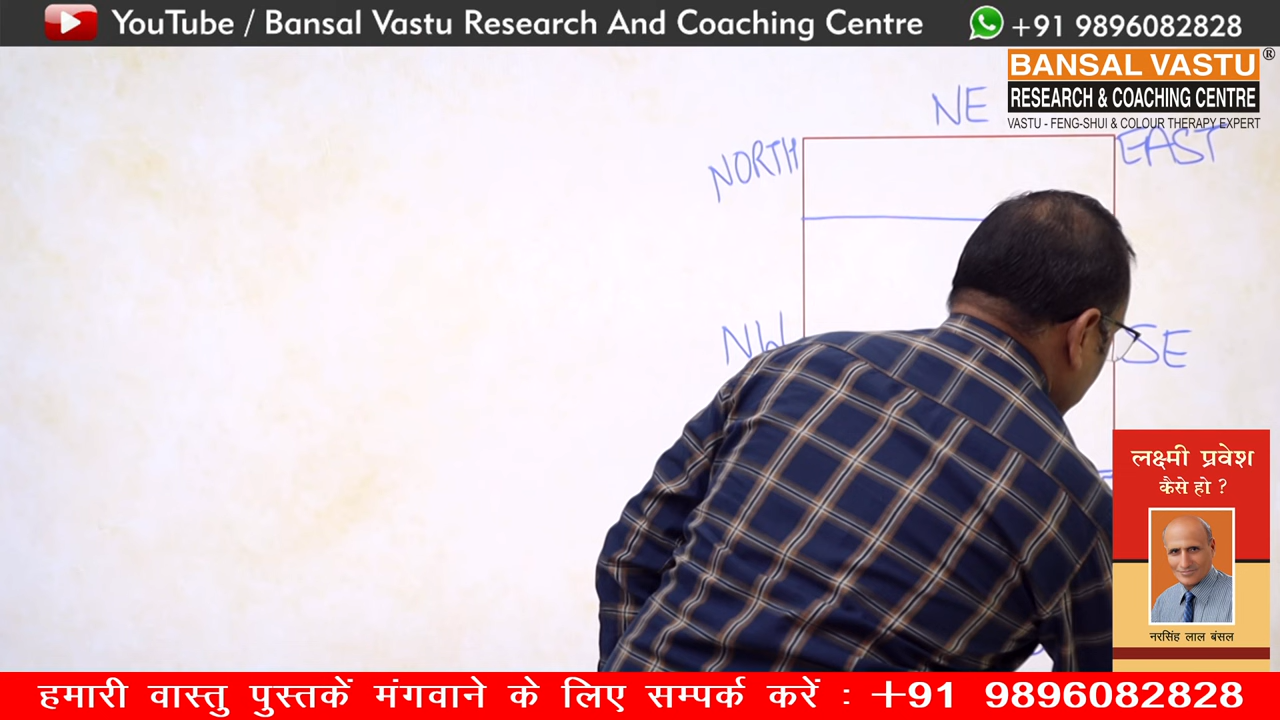 YouTube / Bansal Vastu Research And Coaching Centre
+91 9896082828
BANSAL VASTU®
RESEARCH & COACHING CENTRE
VASTU - FENG-SHUI & COLOUR THERAPY EXPERT
NE
EAST
NORTH
NW
SE
लक्ष्मी प्रवेश
कैसे हो ?
नरसिंह लाल बंसल
हमारी वास्तु पुस्तकें मंगवाने के लिए सम्पर्क करें : +91 9896082828